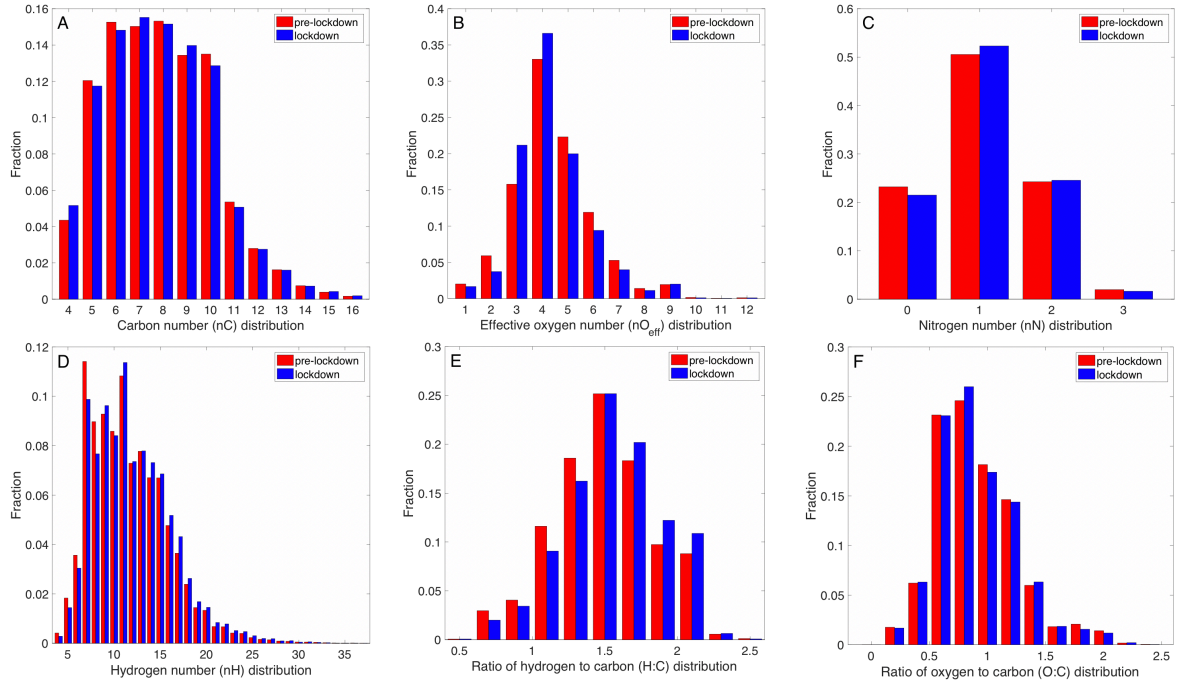 A
pre-lockdown
lockdown
0.16
0.14
0.12
0.1
0.08
0.06
0.04
0.02
0
Fraction
4 5 6 7 8 9 10 11 12 13 14 15 16
Carbon number (nC) distribution
B
pre-lockdown
lockdown
0.4
0.35
0.3
0.25
0.2
0.15
0.1
0.05
0
Fraction
1 2 3 4 5 6 7 8 9 10 11 12
Effective oxygen number (nOeff) distribution
C
pre-lockdown
lockdown
0.6
0.5
0.4
0.3
0.2
0.1
0
Fraction
0 1 2 3
Nitrogen number (nN) distribution
D
pre-lockdown
lockdown
0.12
0.1
0.08
0.06
0.04
0.02
0
Fraction
5 10 15 20 25 30 35
Hydrogen number (nH) distribution
E
pre-lockdown
lockdown
0.3
0.25
0.2
0.15
0.1
0.05
0
Fraction
0.5 1 1.5 2 2.5
Ratio of hydrogen to carbon (H:C) distribution
F
pre-lockdown
lockdown
0.3
0.25
0.2
0.15
0.1
0.05
0
Fraction
0 0.5 1 1.5 2 2.5
Ratio of oxygen to carbon (O:C) distribution